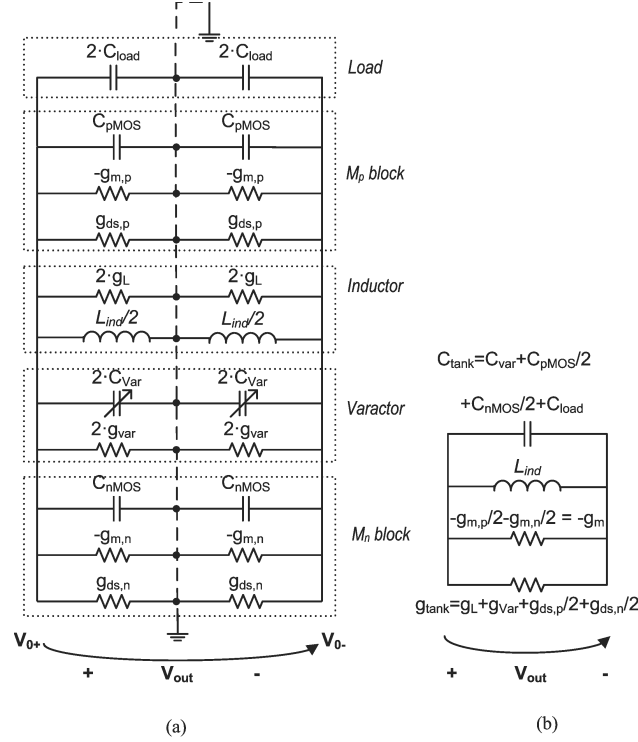 2·Cload 2·Cload
Load
CpMOS CpMOS
-gm,p -gm,p
Mp block
gds,p gds,p
2·gL 2·gL
Inductor
Lind/2 Lind/2
2·CVar 2·CVar
Varactor
2·gvar 2·gvar
CnMOS CnMOS
-gm,n -gm,n
Mn block
gds,n gds,n
V0+ V0-
+ Vout -
(a)
Ctank=Cvar+CpMOS/2
+CnMOS/2+Cload
Lind
-gm,p/2-gm,n/2 = -gm
gtank=gL+gVar+gds,p/2+gds,n/2
+ Vout -
(b)